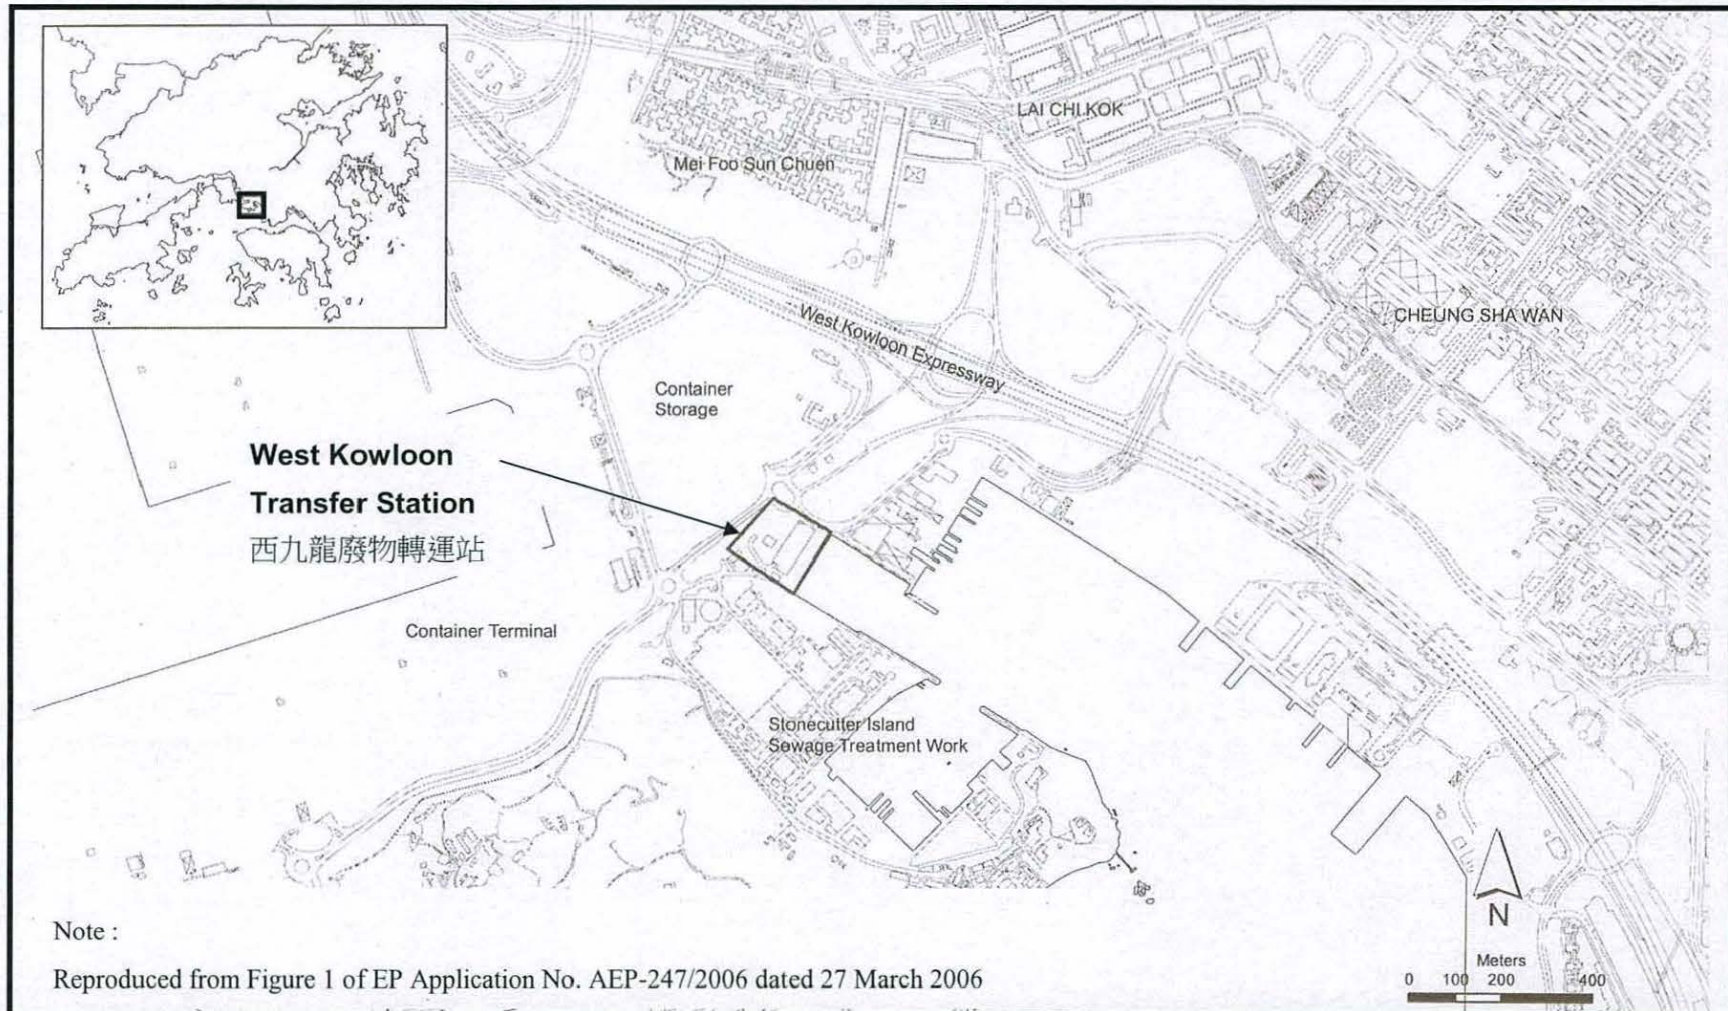 LAI CHI KOK
Mei Foo Sun Chuen
CHEUNG SHA WAN
West Kowloon Expressway
Container
Storage
West Kowloon
Transfer Station
西九龍廢物轉運站
Container Terminal
Stonecutter Island
Sewage Treatment Work
N
Meters
0 100 200 400
Note :
Reproduced from Figure 1 of EP Application No. AEP-247/2006 dated 27 March 2006